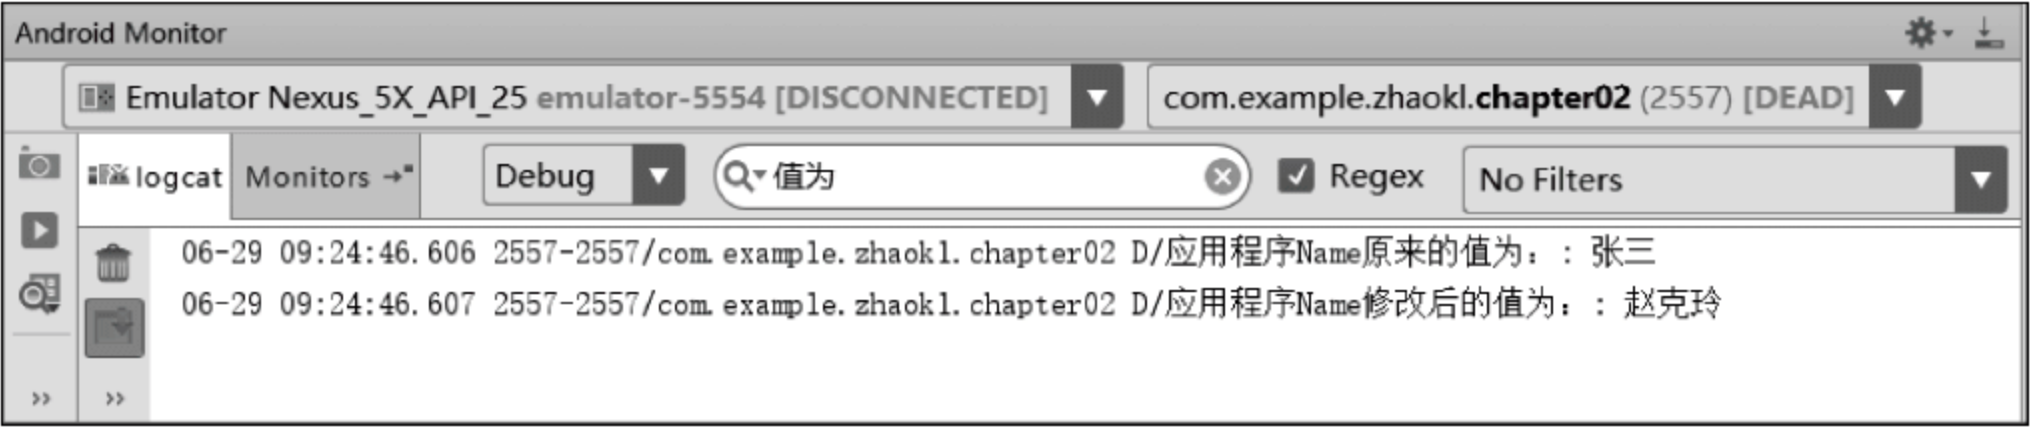 Android Monitor
Emulator Nexus_5X_API_25 emulator-5554 [DISCONNECTED] com.example.zhaokl.chapter02 (2557) [DEAD]
logcat Monitors Debug 值为 Regex No Filters
06-29 09:24:46.606 2557-2557/com.example.zhaokl.chapter02 D/应用程序Name原来的值为：: 张三
06-29 09:24:46.607 2557-2557/com.example.zhaokl.chapter02 D/应用程序Name修改后的值为：: 赵克玲